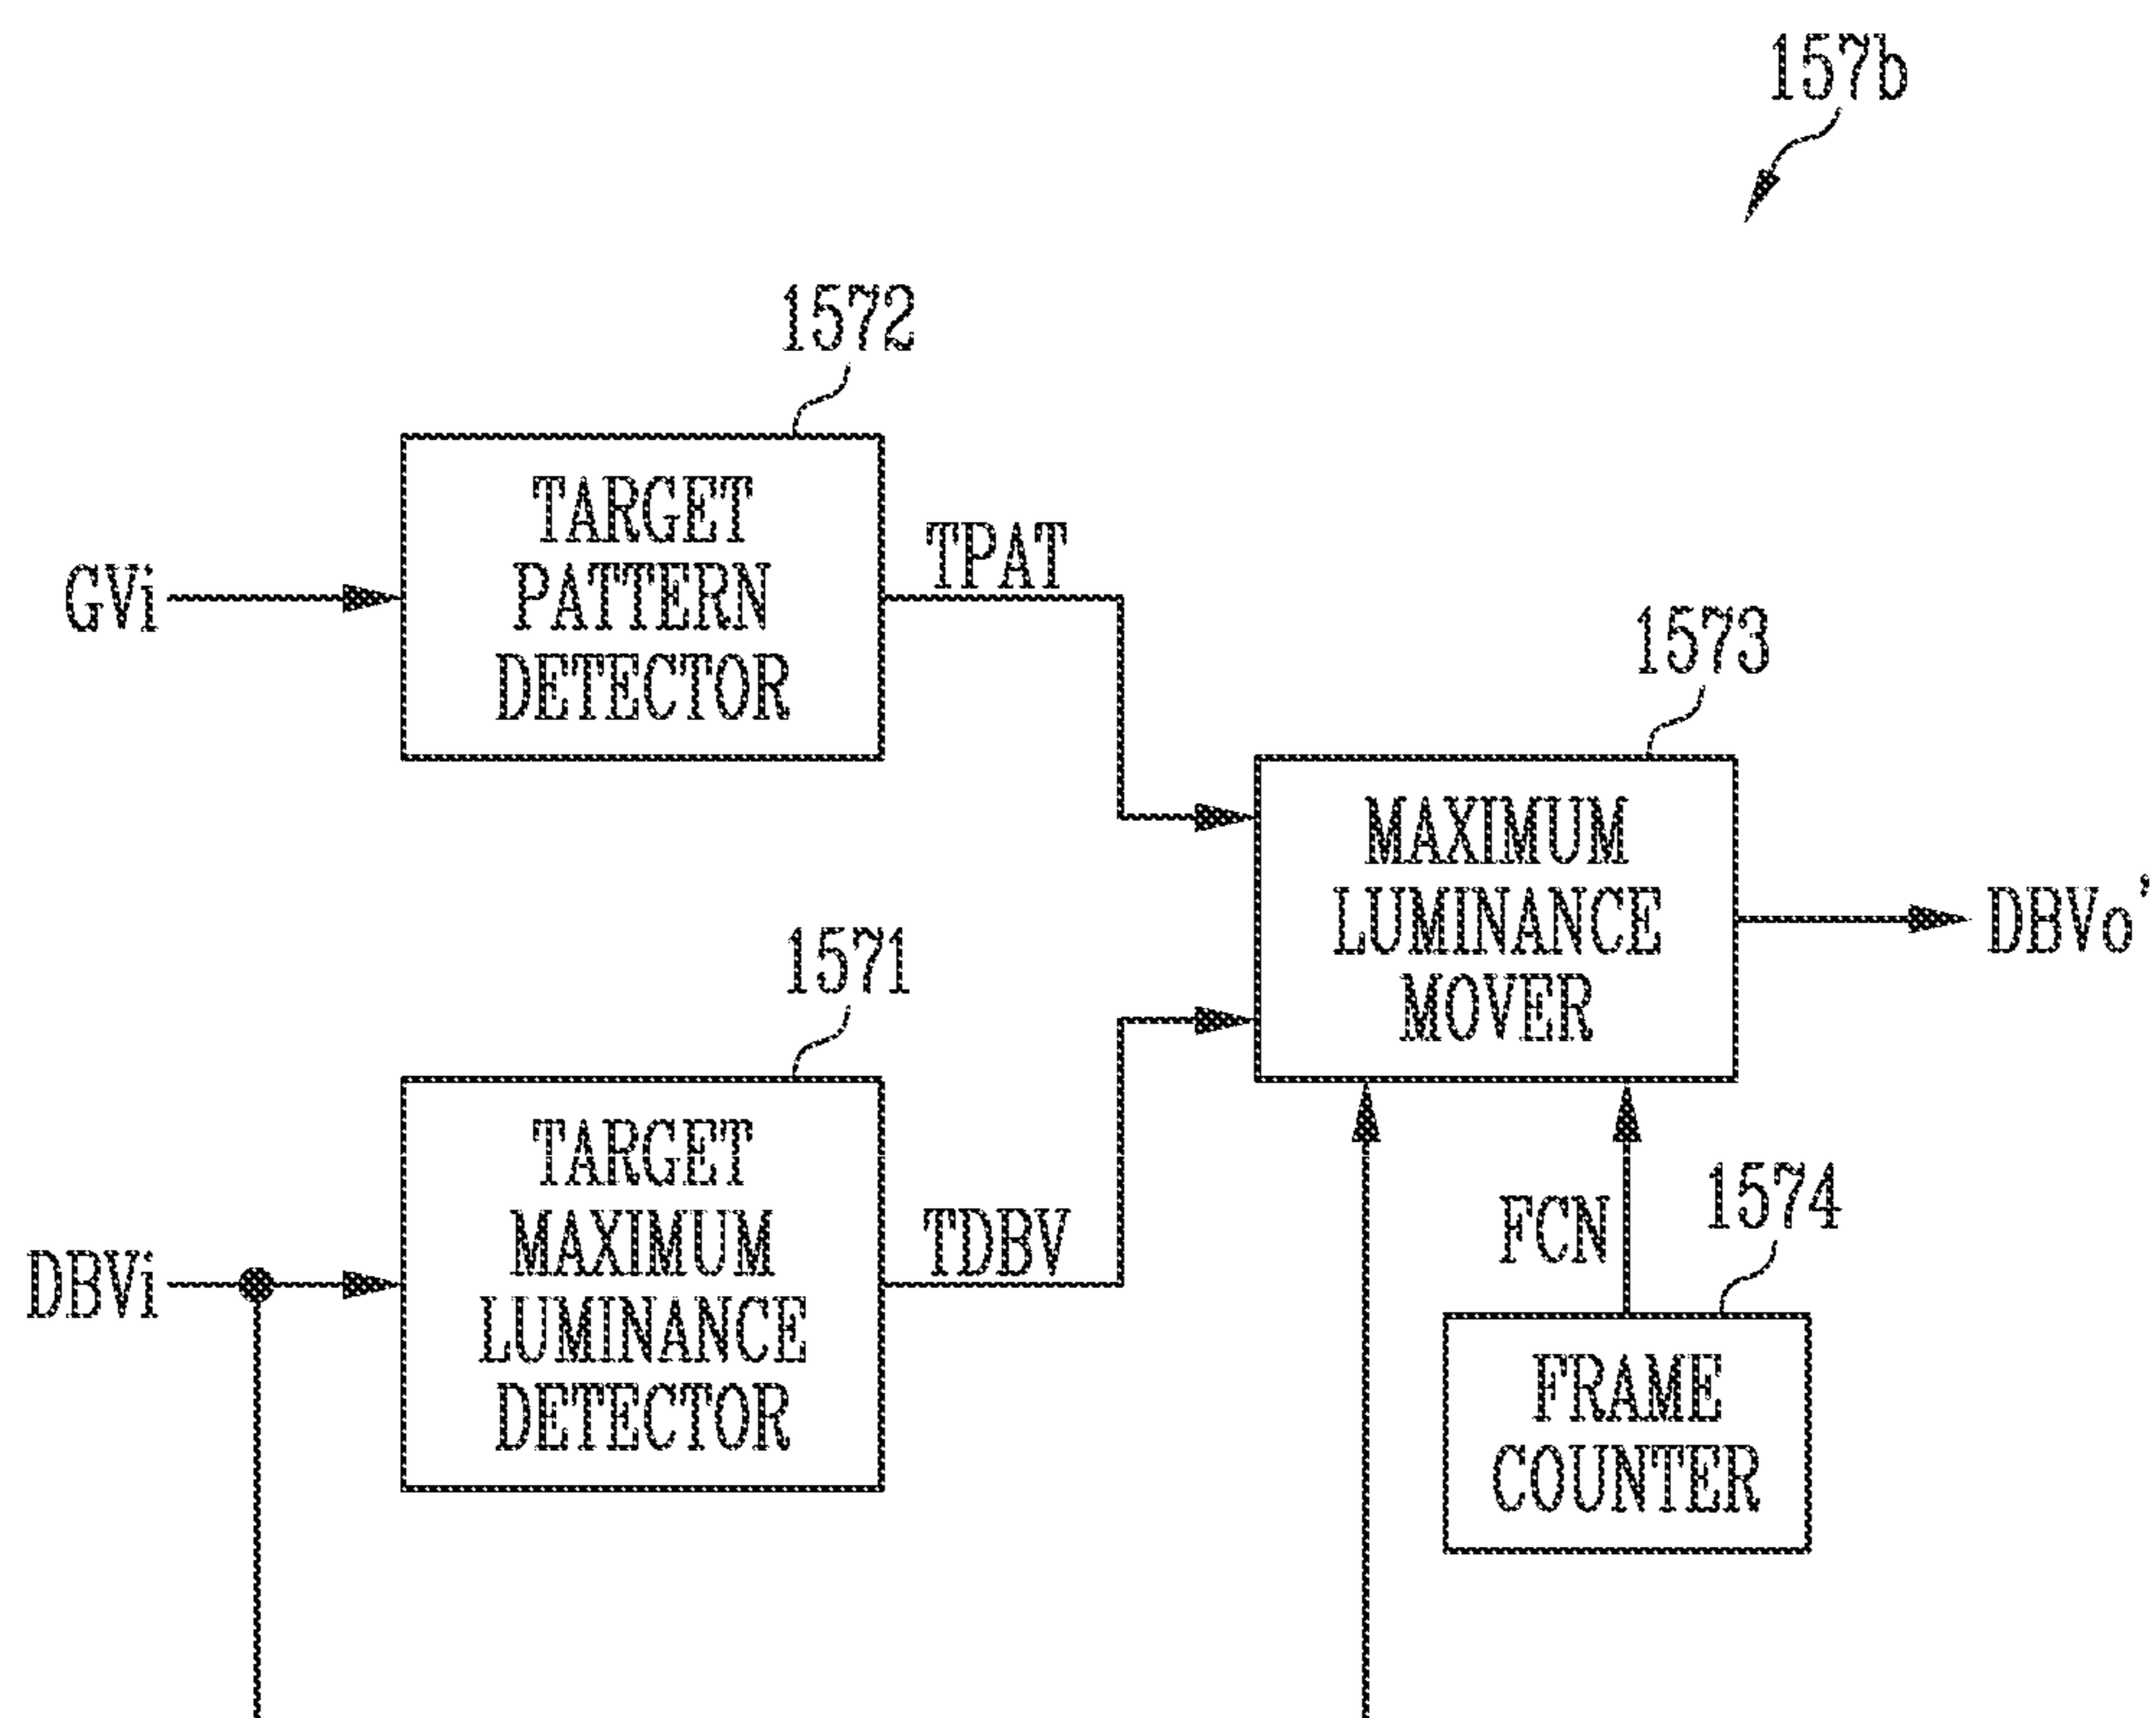 157b
1572
TARGET
PATTERN
DETECTOR
GVi
TPAT
1573
MAXIMUM
LUMINANCE
MOVER
DBVo'
1571
TARGET
MAXIMUM
LUMINANCE
DETECTOR
DBVi
TDBV
FCN
1574
FRAME
COUNTER